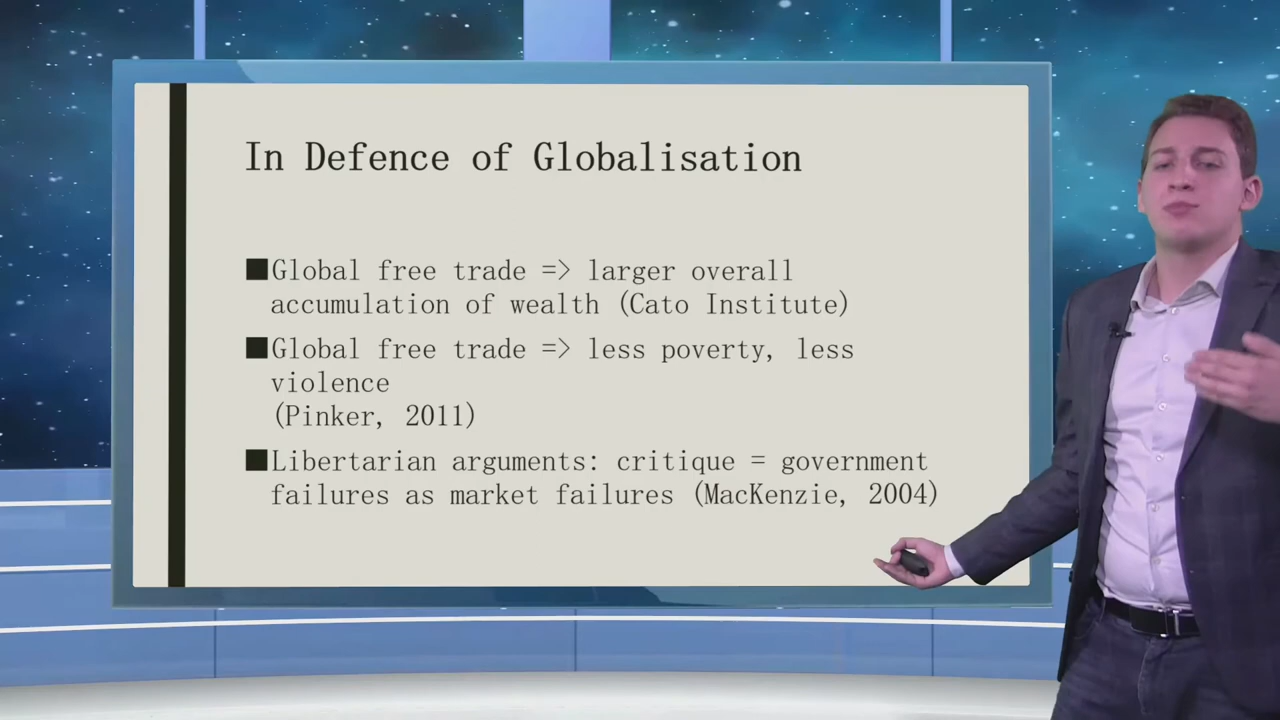 In Defence of Globalisation
■Global free trade => larger overall
accumulation of wealth (Cato Institute)
■Global free trade => less poverty, less
violence
(Pinker, 2011)
■Libertarian arguments: critique = government
failures as market failures (MacKenzie, 2004)